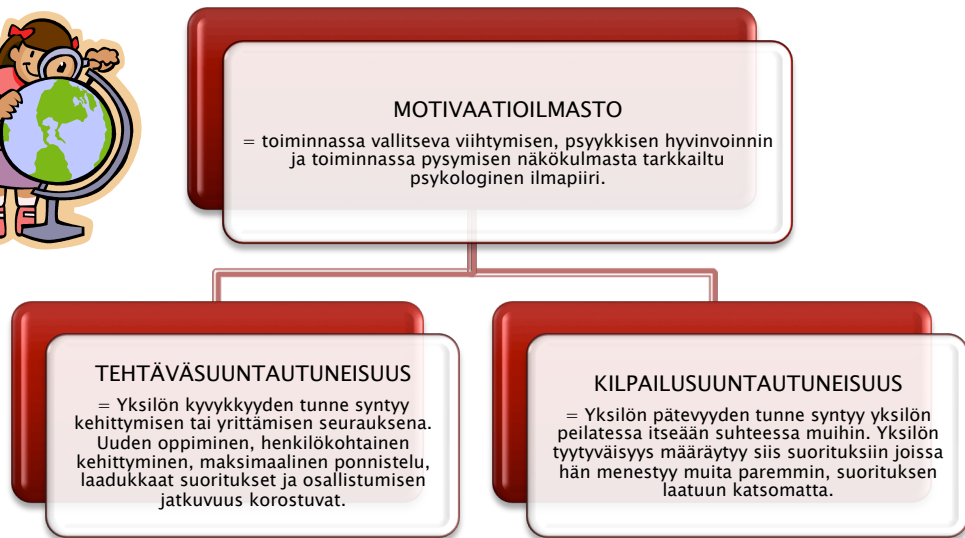 MOTIVAATIOILMASTO
= toiminnassa vallitseva viihtymisen, psyykkisen hyvinvoinnin
ja toiminnassa pysymisen näkökulmasta tarkkailtu
psykologinen ilmapiiri.
TEHTÄVÄSUUNTAUTUNEISUUS
= Yksilön kyvykkyyden tunne syntyy
kehittymisen tai yrittämisen seurauksena.
Uuden oppiminen, henkilökohtainen
kehittyminen, maksimaalinen ponnistelu,
laadukkaat suoritukset ja osallistumisen
jatkuvuus korostuvat.
KILPAILUSUUNTAUTUNEISUUS
= Yksilön pätevyyden tunne syntyy yksilön
peilatessa itseään suhteessa muihin. Yksilön
tyytyväisyys määräytyy siis suorituksiin joissa
hän menestyy muita paremmin, suorituksen
laatuun katsomatta.